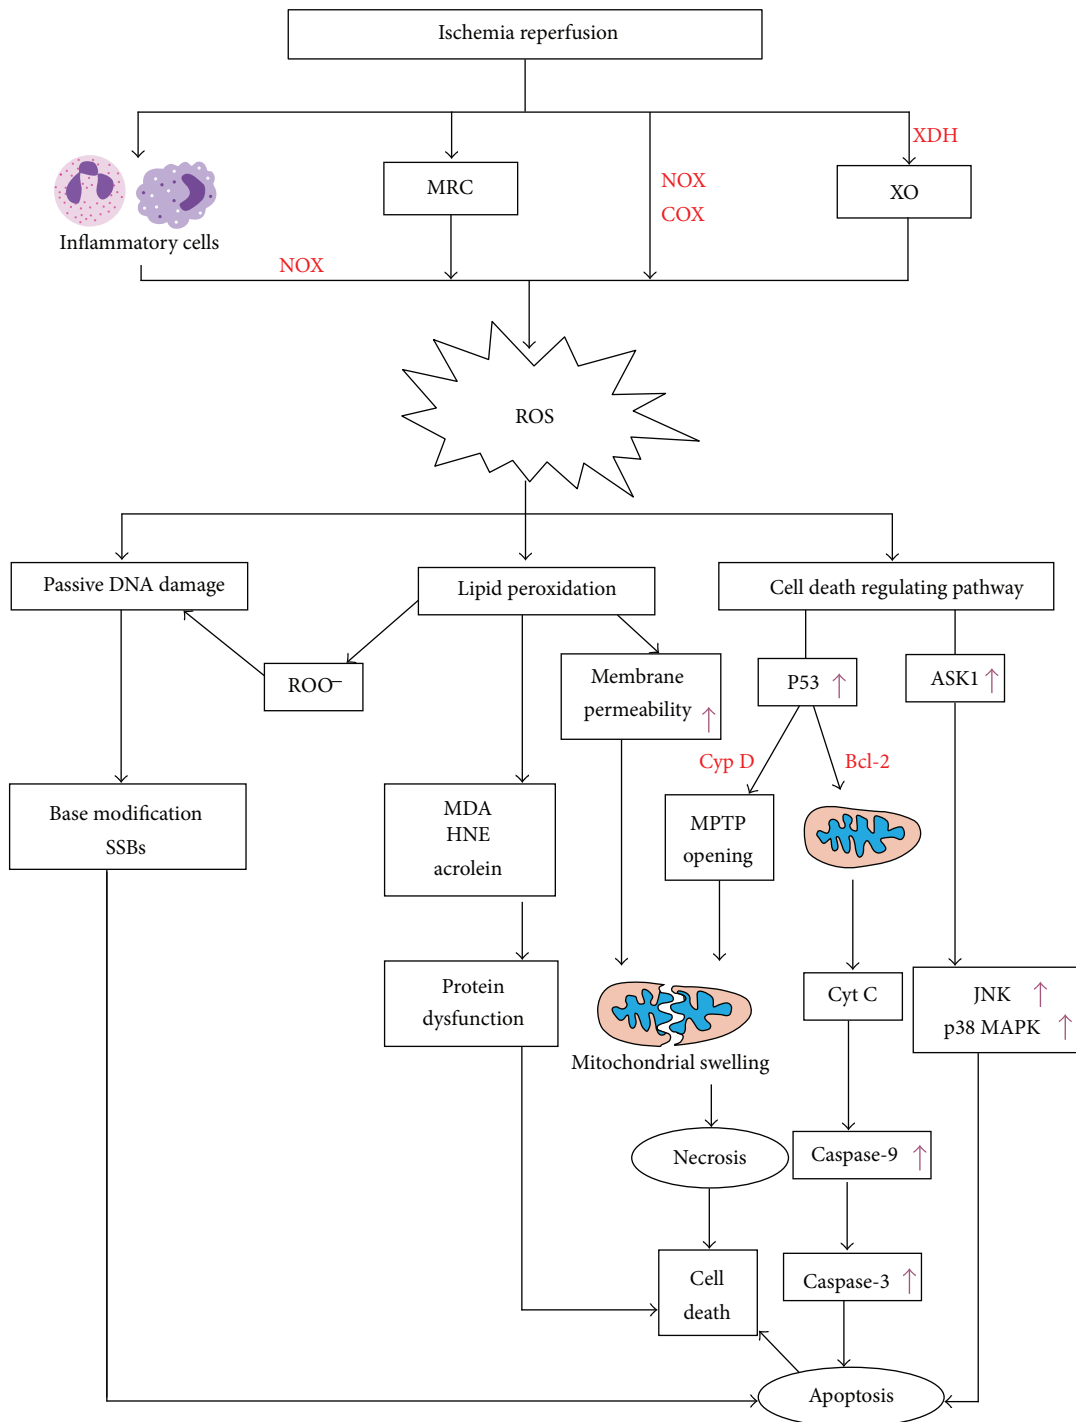 Ischemia reperfusion
XDH
MRC
NOX
COX
XO
Inflammatory cells
NOX
ROS
Passive DNA damage
Lipid peroxidation
Cell death regulating pathway
ROO–
Membrane
permeability ↑
P53 ↑
ASK1 ↑
Cyp D
Bcl-2
Base modification
SSBs
MDA
HNE
acrolein
MPTP
opening
Protein
dysfunction
Cyt C
JNK ↑
p38 MAPK ↑
Mitochondrial swelling
Necrosis
Caspase-9 ↑
Cell
death
Caspase-3 ↑
Apoptosis